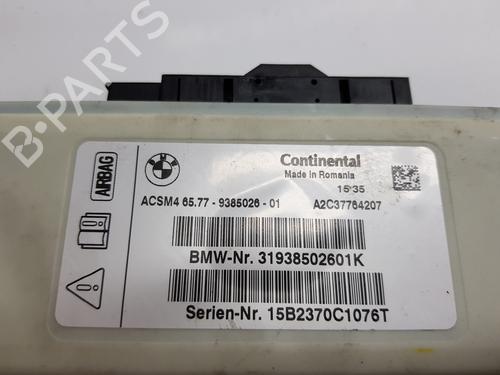 B-PARTS
BMW
Continental
Made in Romania
15 35
AIRBAG
ACSM4 65.77 - 9385026 - 01 A2C37764207
BMW-Nr. 31938502601K
Serien-Nr. 15B2370C1076T